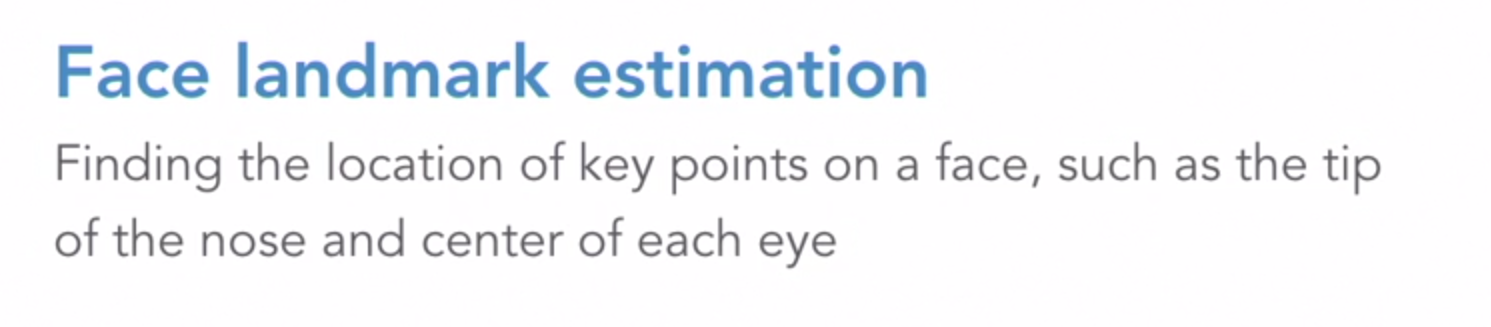 Face landmark estimation
Finding the location of key points on a face, such as the tip
of the nose and center of each eye